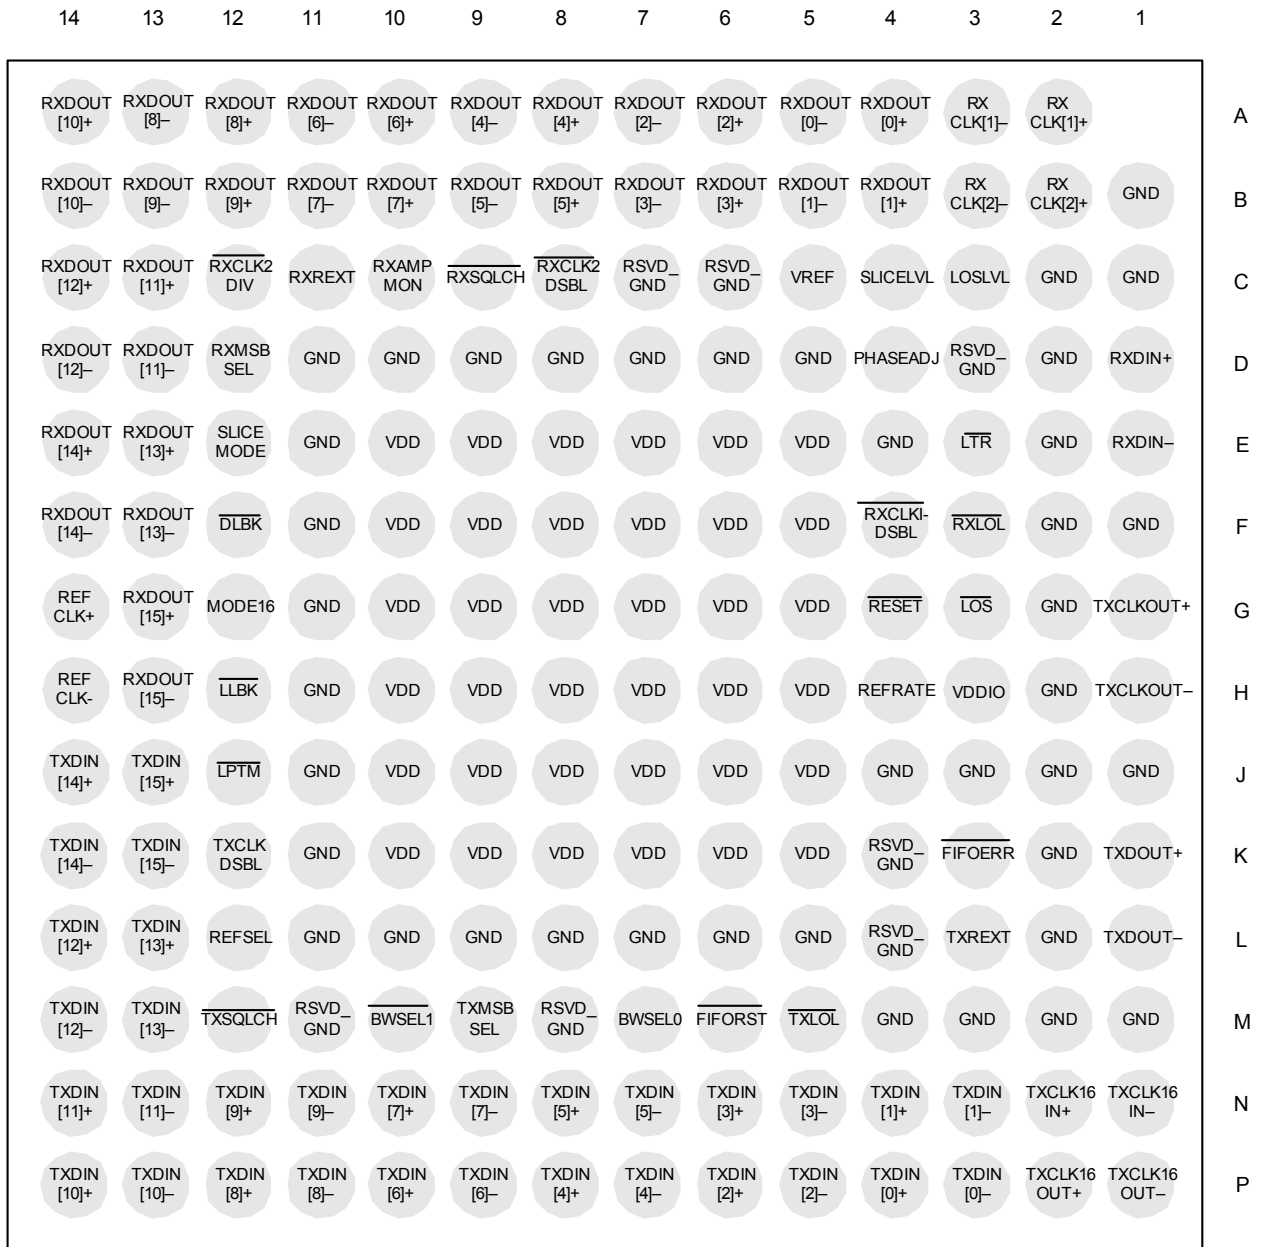 14 13 12 11 10 9 8 7 6 5 4 3 2 1
RXDOUT RXDOUT RXDOUT RXDOUT RXDOUT RXDOUT RXDOUT RXDOUT RXDOUT RXDOUT RXDOUT RX RX
[10]+ [8]– [8]+ [6]– [6]+ [4]– [4]+ [2]– [2]+ [0]– [0]+ CLK[1]– CLK[1]+ A
RXDOUT RXDOUT RXDOUT RXDOUT RXDOUT RXDOUT RXDOUT RXDOUT RXDOUT RXDOUT RXDOUT RX RX GND
[10]– [9]– [9]+ [7]– [7]+ [5]– [5]+ [3]– [3]+ [1]– [1]+ CLK[2]– CLK[2]+ B
RXDOUT RXDOUT RXCLK2 RXREXT RXAMP RXSQLCH RXCLK2 RSVD_ RSVD_ VREF SLICELVL LOSLVL GND GND
[12]+ [11]+ DIV MON DSBL GND GND C
RXDOUT RXDOUT RXMSB GND GND GND GND GND GND GND PHASEADJ RSVD_ GND RXDIN+
[12]– [11]– SEL GND D
RXDOUT RXDOUT SLICE GND VDD VDD VDD VDD VDD VDD GND LTR GND RXDIN–
[14]+ [13]+ MODE E
RXDOUT RXDOUT DLBK GND VDD VDD VDD VDD VDD VDD RXCLKI- RXLOL GND GND
[14]– [13]– DSBL F
REF RXDOUT MODE16 GND VDD VDD VDD VDD VDD VDD RESET LOS GND TXCLKOUT+
CLK+ [15]+ G
REF RXDOUT LLBK GND VDD VDD VDD VDD VDD VDD REFRATE VDDIO GND TXCLKOUT–
CLK- [15]– H
TXDIN TXDIN LPTM GND VDD VDD VDD VDD VDD VDD GND GND GND GND
[14]+ [15]+ J
TXDIN TXDIN TXCLK GND VDD VDD VDD VDD VDD VDD RSVD_ FIFOERR GND TXDOUT+
[14]– [15]– DSBL GND K
TXDIN TXDIN REFSEL GND GND GND GND GND GND GND RSVD_ TXREXT GND TXDOUT–
[12]+ [13]+ GND L
TXDIN TXDIN TXSQLCH RSVD_ BWSEL1 TXMSB RSVD_ BWSEL0 FIFORST TXLOL GND GND GND GND
[12]– [13]– GND SEL GND M
TXDIN TXDIN TXDIN TXDIN TXDIN TXDIN TXDIN TXDIN TXDIN TXDIN TXDIN TXDIN TXCLK16 TXCLK16
[11]+ [11]– [9]+ [9]– [7]+ [7]– [5]+ [5]– [3]+ [3]– [1]+ [1]– IN+ IN– N
TXDIN TXDIN TXDIN TXDIN TXDIN TXDIN TXDIN TXDIN TXDIN TXDIN TXDIN TXDIN TXCLK16 TXCLK16
[10]+ [10]– [8]+ [8]– [6]+ [6]– [4]+ [4]– [2]+ [2]– [0]+ [0]– OUT+ OUT– P